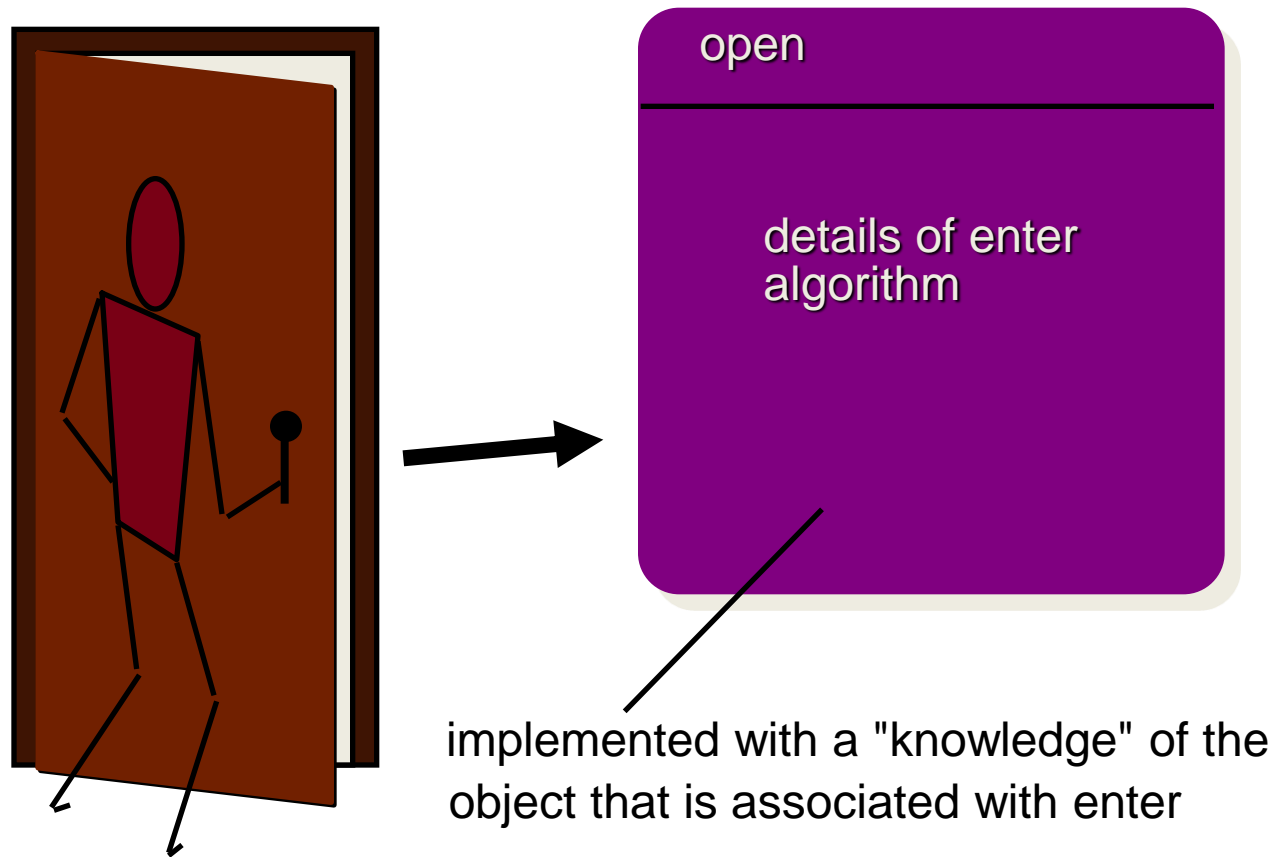 open
details of enter
algorithm
implemented with a "knowledge" of the
object that is associated with enter